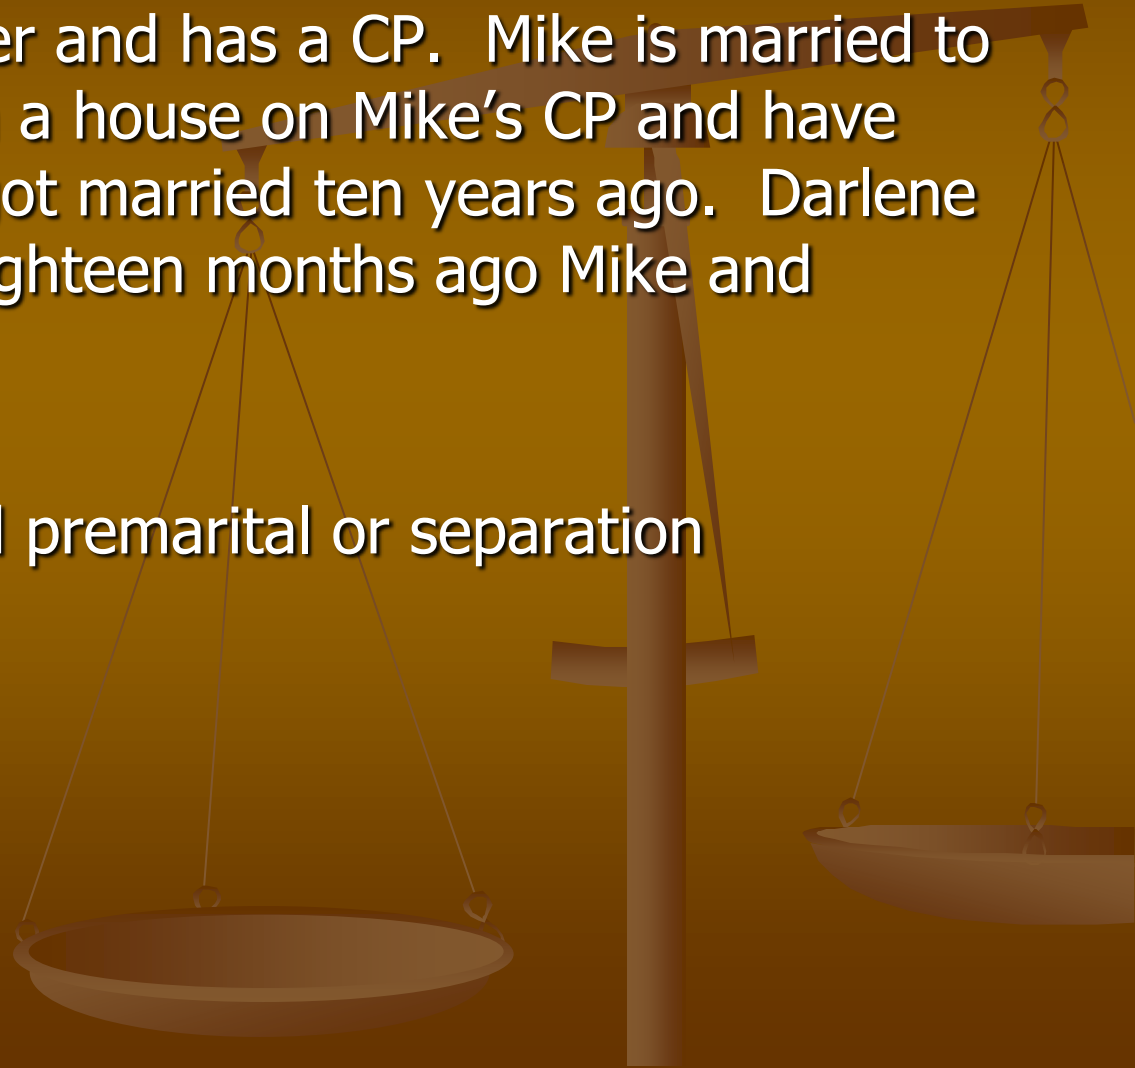 er and has a CP. Mike is married to
a house on Mike's CP and have
ot married ten years ago. Darlene
ghteen months ago Mike and
premarital or separation